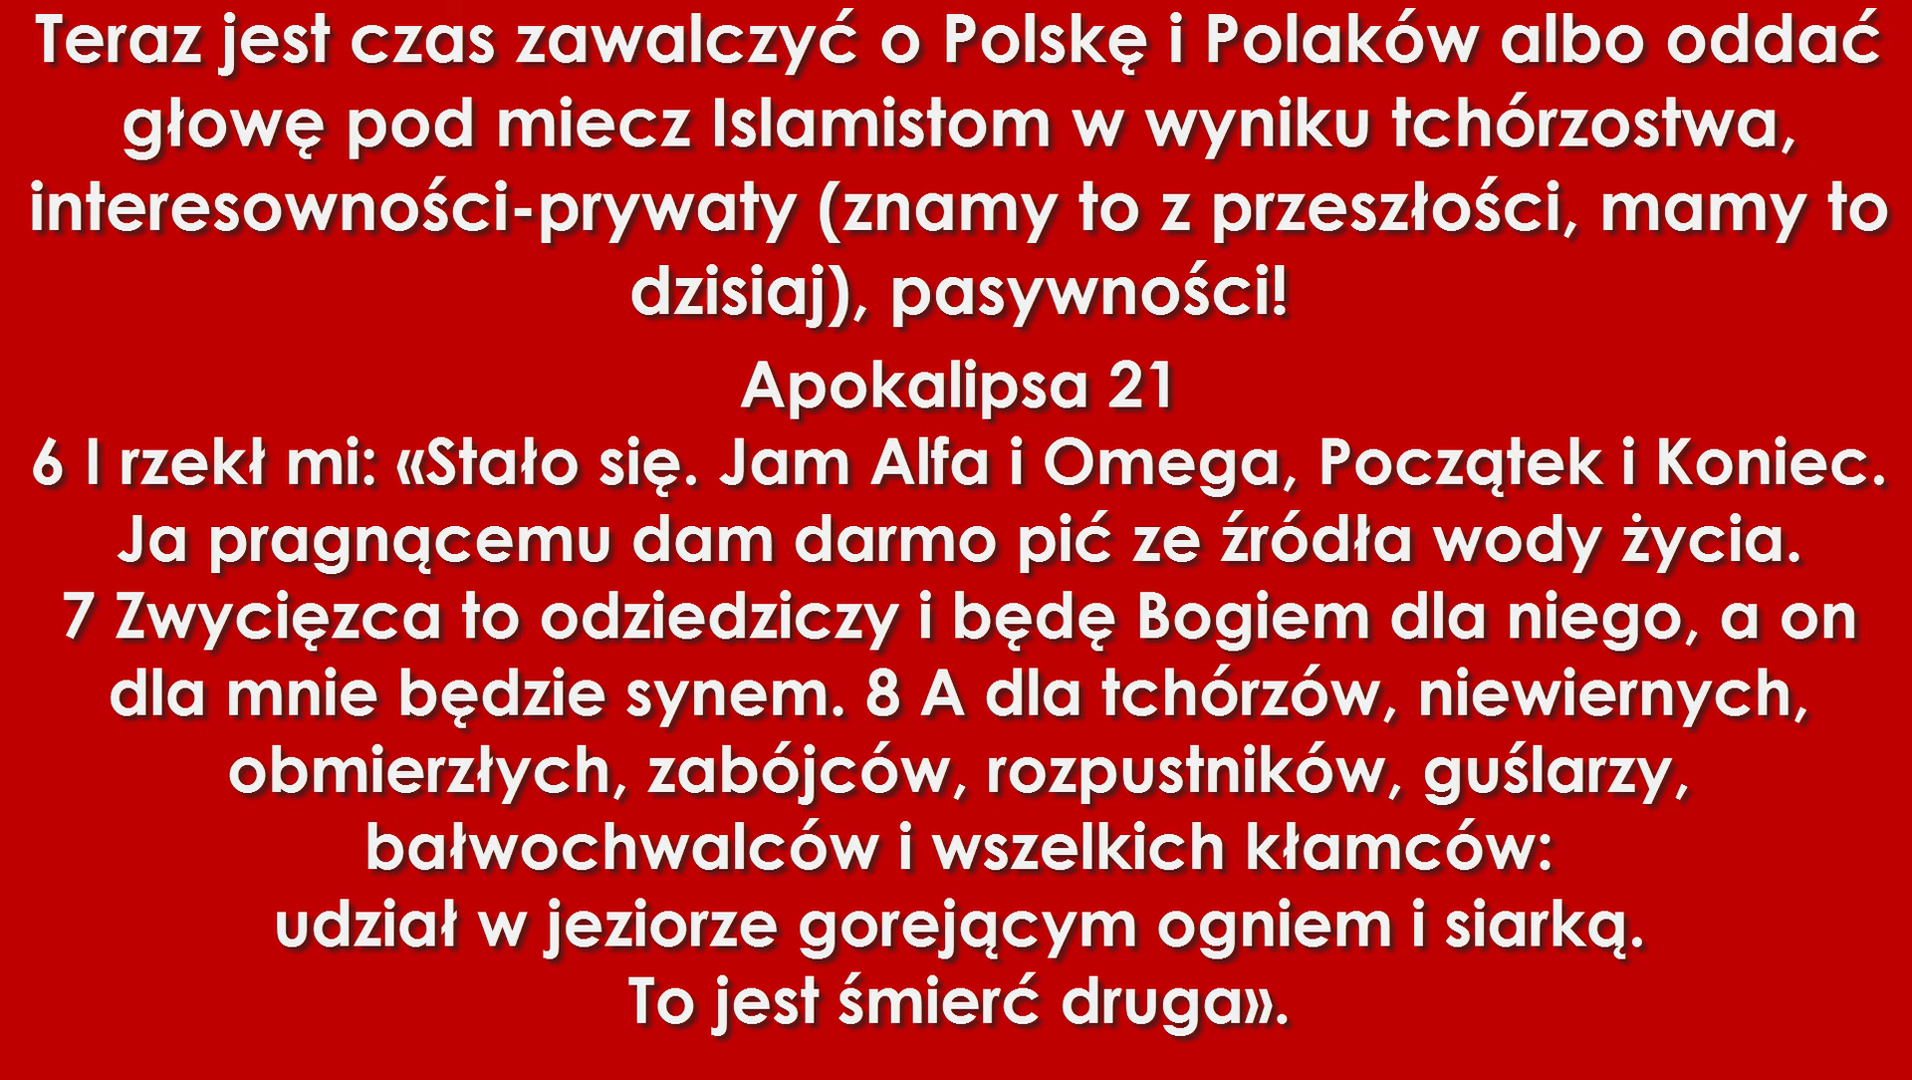 Teraz jest czas zawalczyć o Polskę i Polaków albo oddać
głowę pod miecz Islamistom w wyniku tchórzostwa,
interesowności-prywaty (znamy to z przeszłości, mamy to
dzisiaj), pasywności!
Apokalipsa 21
6 I rzekł mi: «Stało się. Jam Alfa i Omega, Początek i Koniec.
Ja pragnącemu dam darmo pić ze źródła wody życia.
7 Zwycięzca to odziedziczy i będę Bogiem dla niego, a on
dla mnie będzie synem. 8 A dla tchórzów, niewiernych,
obmierzłych, zabójców, rozpustników, guślarzy,
bałwochwalców i wszelkich kłamców:
udział w jeziorze gorejącym ogniem i siarką.
To jest śmierć druga».